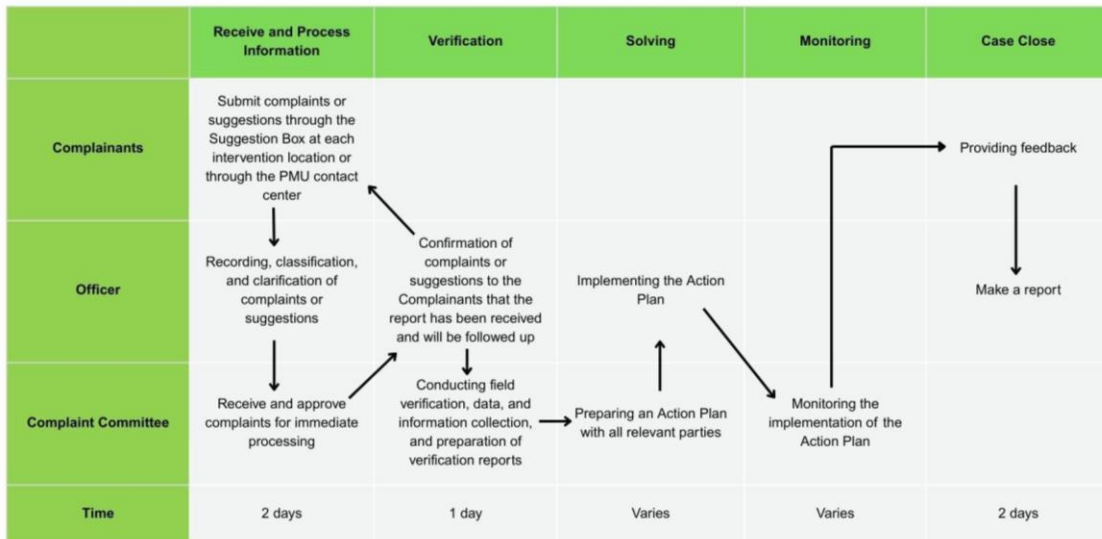 Receive and Process
Information
Verification
Solving
Monitoring
Case Close
Complainants
Submit complaints or
suggestions through the
Suggestion Box at each
intervention location or
through the PMU contact
center
Providing feedback
Officer
Recording, classification,
and clarification of
complaints or
suggestions
Confirmation of
complaints or
suggestions to the
Complainants that the
report has been received
and will be followed up
Implementing the Action
Plan
Make a report
Complaint Committee
Receive and approve
complaints for immediate
processing
Conducting field
verification, data, and
information collection,
and preparation of
verification reports
Preparing an Action Plan
with all relevant parties
Monitoring the
implementation of the
Action Plan
Time
2 days
1 day
Varies
Varies
2 days